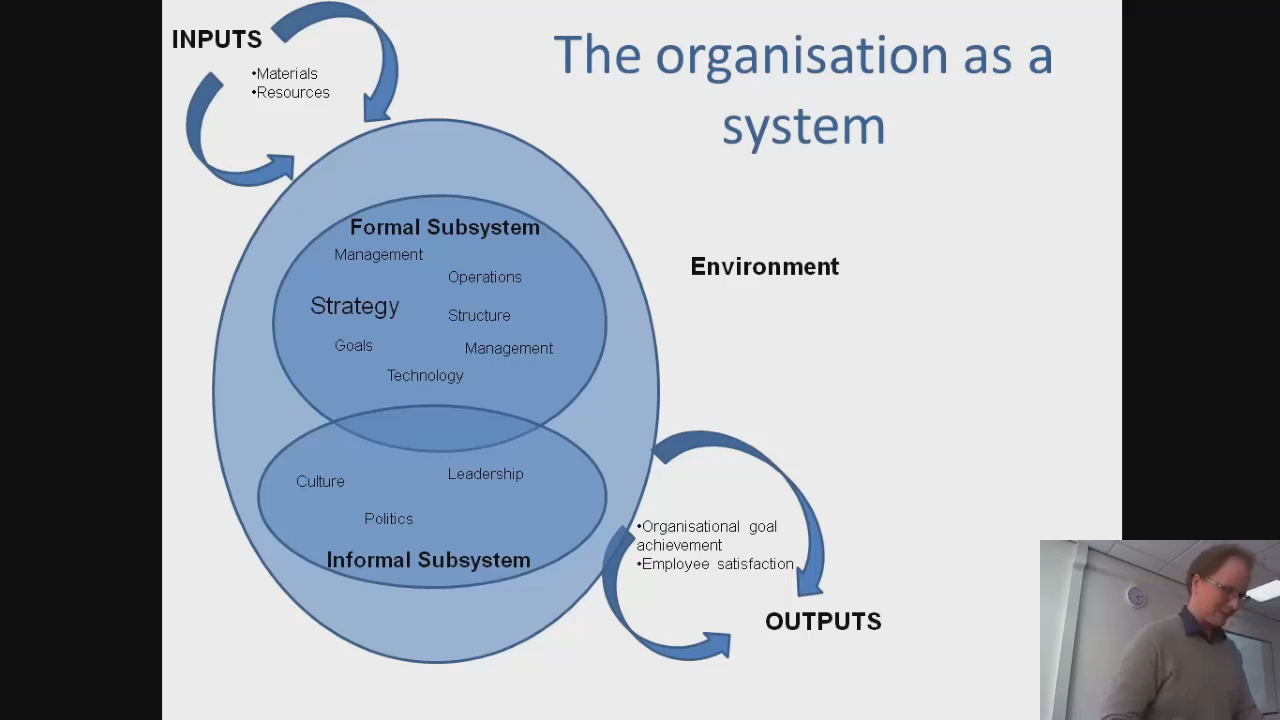 INPUTS
•Materials
•Resources
The organisation as a
system
Formal Subsystem
Management
Operations
Strategy
Structure
Goals
Management
Technology
Environment
Culture
Leadership
Politics
Informal Subsystem
•Organisational goal
achievement
•Employee satisfaction
OUTPUTS